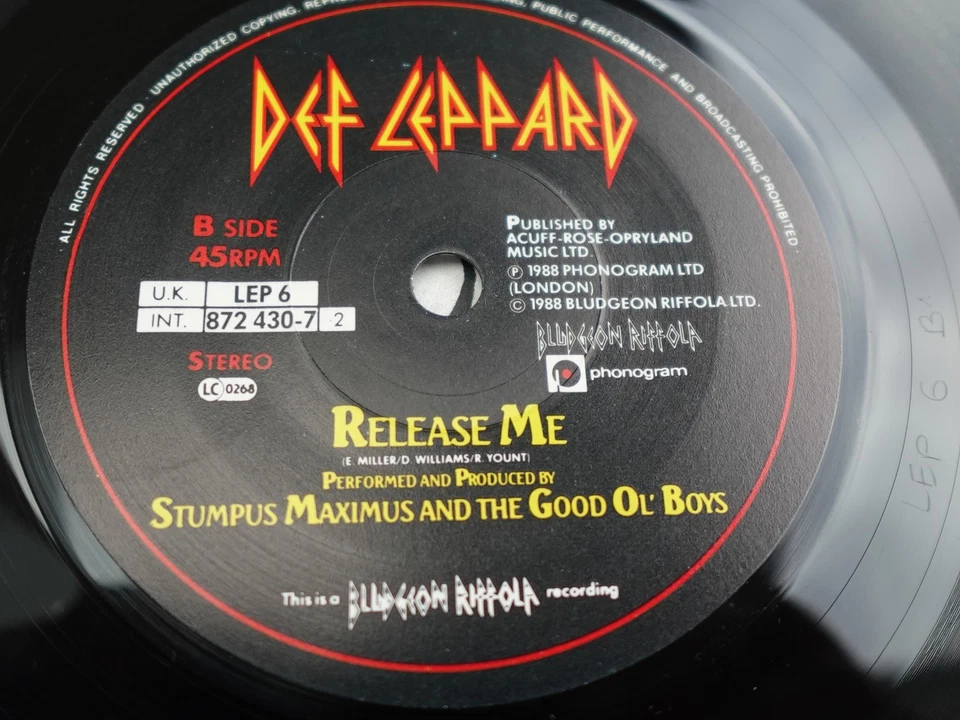 ALL RIGHTS RESERVED · UNAUTHORIZED COPYING, PUBLIC PERFORMANCE AND BROADCASTING PROHIBITED ·
DEF LEPPARD
B SIDE
45RPM
U.K. LEP 6
INT. 872 430-7 2
STEREO
LC 0268
PUBLISHED BY
ACUFF-ROSE-OPRYLAND
MUSIC LTD.
Ⓟ 1988 PHONOGRAM LTD
(LONDON)
© 1988 BLUDGEON RIFFOLA LTD.
BLUDGEON RIFFOLA
phonogram
RELEASE ME
(E. MILLER/D. WILLIAMS/R. YOUNT)
PERFORMED AND PRODUCED BY
STUMPUS MAXIMUS AND THE GOOD OL' BOYS
This is a BLUDGEON RIFFOLA recording
LEP 6 B